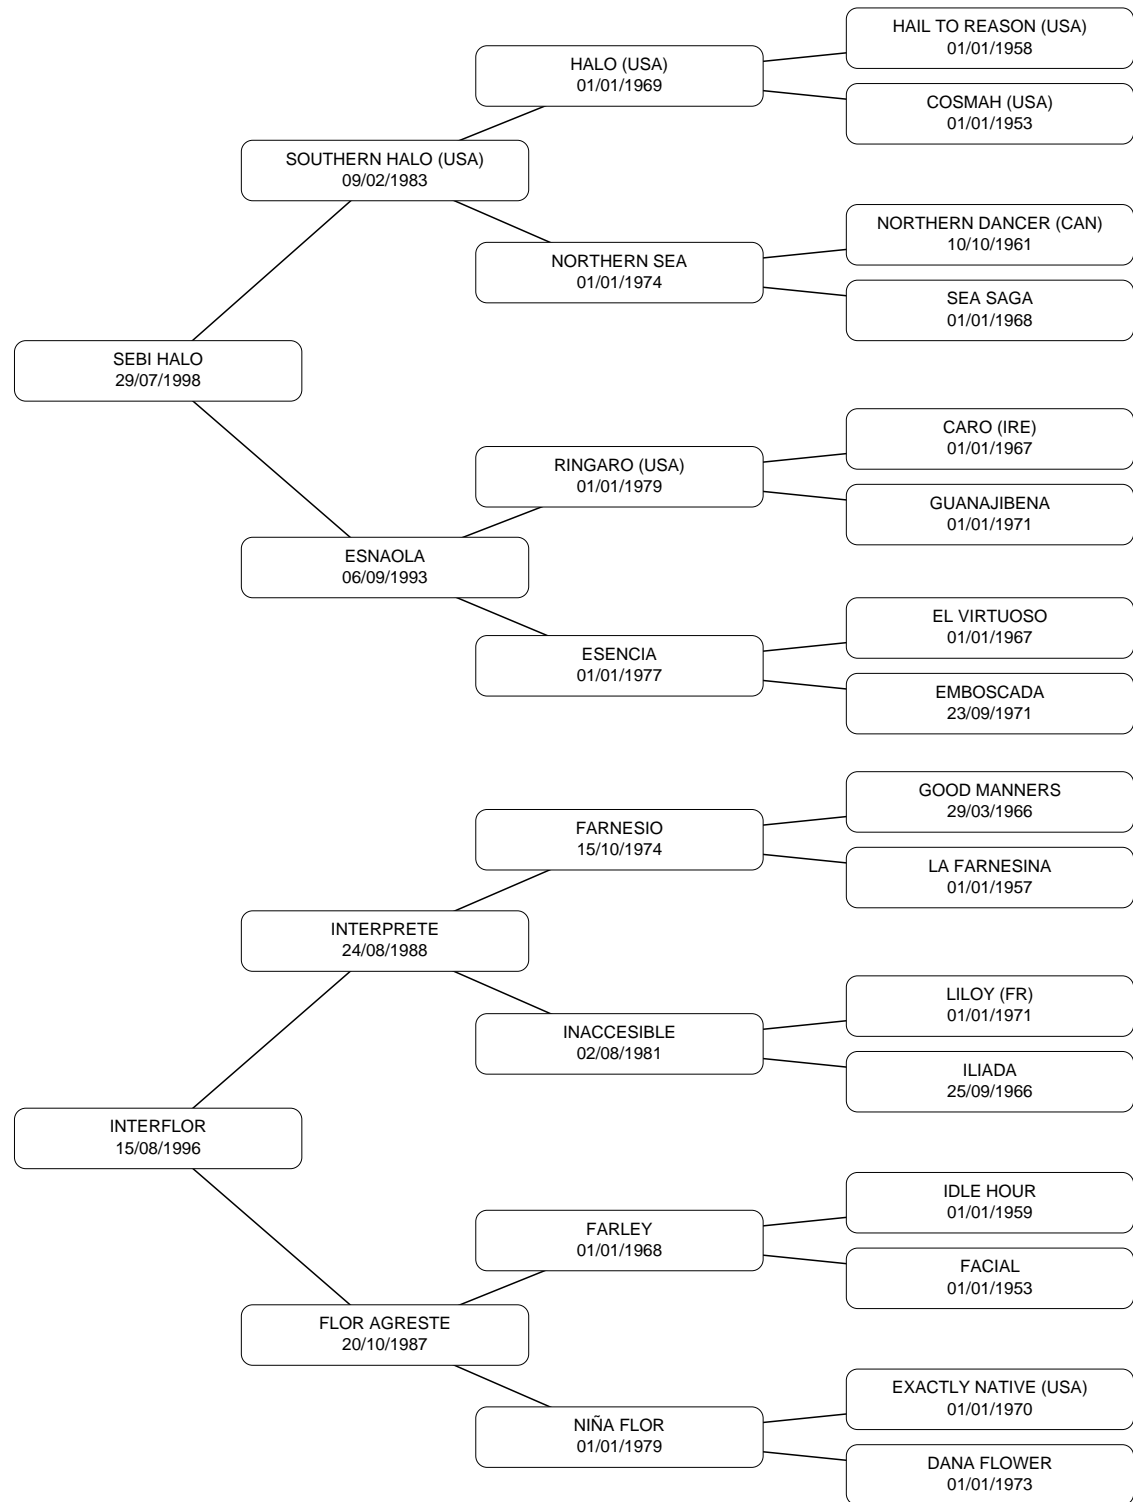 HAIL TO REASON (USA)
01/01/1958
HALO (USA)
01/01/1969
COSMAH (USA)
01/01/1953
SOUTHERN HALO (USA)
09/02/1983
NORTHERN DANCER (CAN)
10/10/1961
NORTHERN SEA
01/01/1974
SEA SAGA
01/01/1968
SEBI HALO
29/07/1998
CARO (IRE)
01/01/1967
RINGARO (USA)
01/01/1979
GUANAJIBENA
01/01/1971
ESNAOLA
06/09/1993
EL VIRTUOSO
01/01/1967
ESENCIA
01/01/1977
EMBOSCADA
23/09/1971
GOOD MANNERS
29/03/1966
FARNESIO
15/10/1974
LA FARNESINA
01/01/1957
INTERPRETE
24/08/1988
LILOY (FR)
01/01/1971
INACCESIBLE
02/08/1981
ILIADA
25/09/1966
INTERFLOR
15/08/1996
IDLE HOUR
01/01/1959
FARLEY
01/01/1968
FACIAL
01/01/1953
FLOR AGRESTE
20/10/1987
EXACTLY NATIVE (USA)
01/01/1970
NIÑA FLOR
01/01/1979
DANA FLOWER
01/01/1973